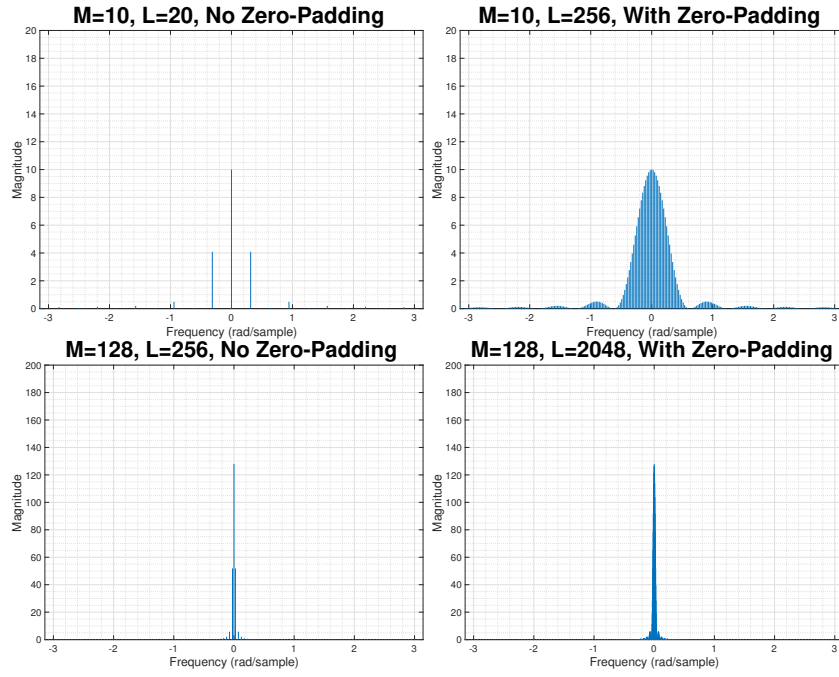 M=10, L=20, No Zero-Padding
20
18
16
14
12
10
8
6
4
2
0
Magnitude
-3 -2 -1 0 1 2 3
Frequency (rad/sample)
M=10, L=256, With Zero-Padding
20
18
16
14
12
10
8
6
4
2
0
Magnitude
-3 -2 -1 0 1 2 3
Frequency (rad/sample)
M=128, L=256, No Zero-Padding
200
180
160
140
120
100
80
60
40
20
0
Magnitude
-3 -2 -1 0 1 2 3
Frequency (rad/sample)
M=128, L=2048, With Zero-Padding
200
180
160
140
120
100
80
60
40
20
0
Magnitude
-3 -2 -1 0 1 2 3
Frequency (rad/sample)